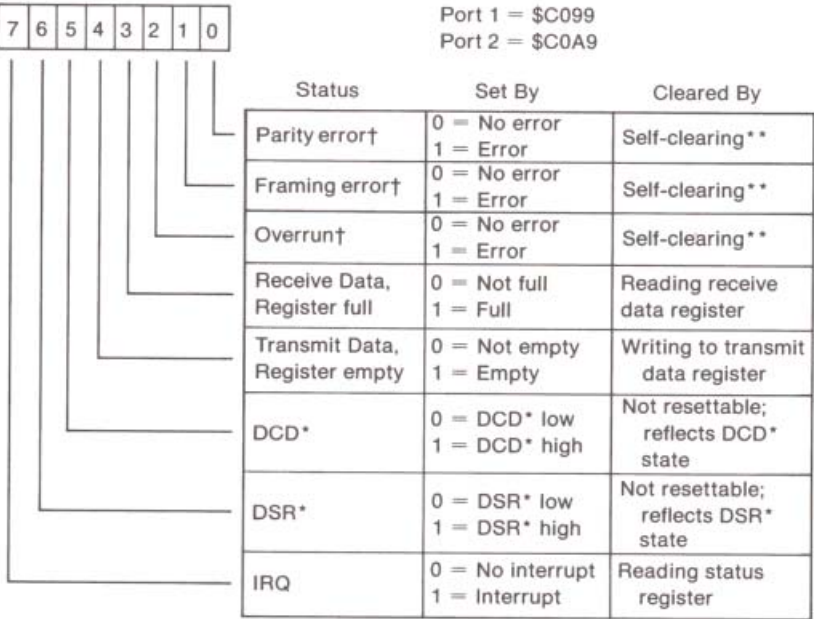 Port 1 = $C099
Port 2 = $C0A9
7 6 5 4 3 2 1 0
Status Set By Cleared By
Parity error† 0 = No error Self-clearing**
1 = Error
Framing error† 0 = No error Self-clearing**
1 = Error
Overrun† 0 = No error Self-clearing**
1 = Error
Receive Data, 0 = Not full Reading receive
Register full 1 = Full data register
Transmit Data, 0 = Not empty Writing to transmit
Register empty 1 = Empty data register
DCD* 0 = DCD* low Not resettable;
1 = DCD* high reflects DCD*
state
DSR* 0 = DSR* low Not resettable;
1 = DSR* high reflects DSR*
state
IRQ 0 = No interrupt Reading status
1 = Interrupt register